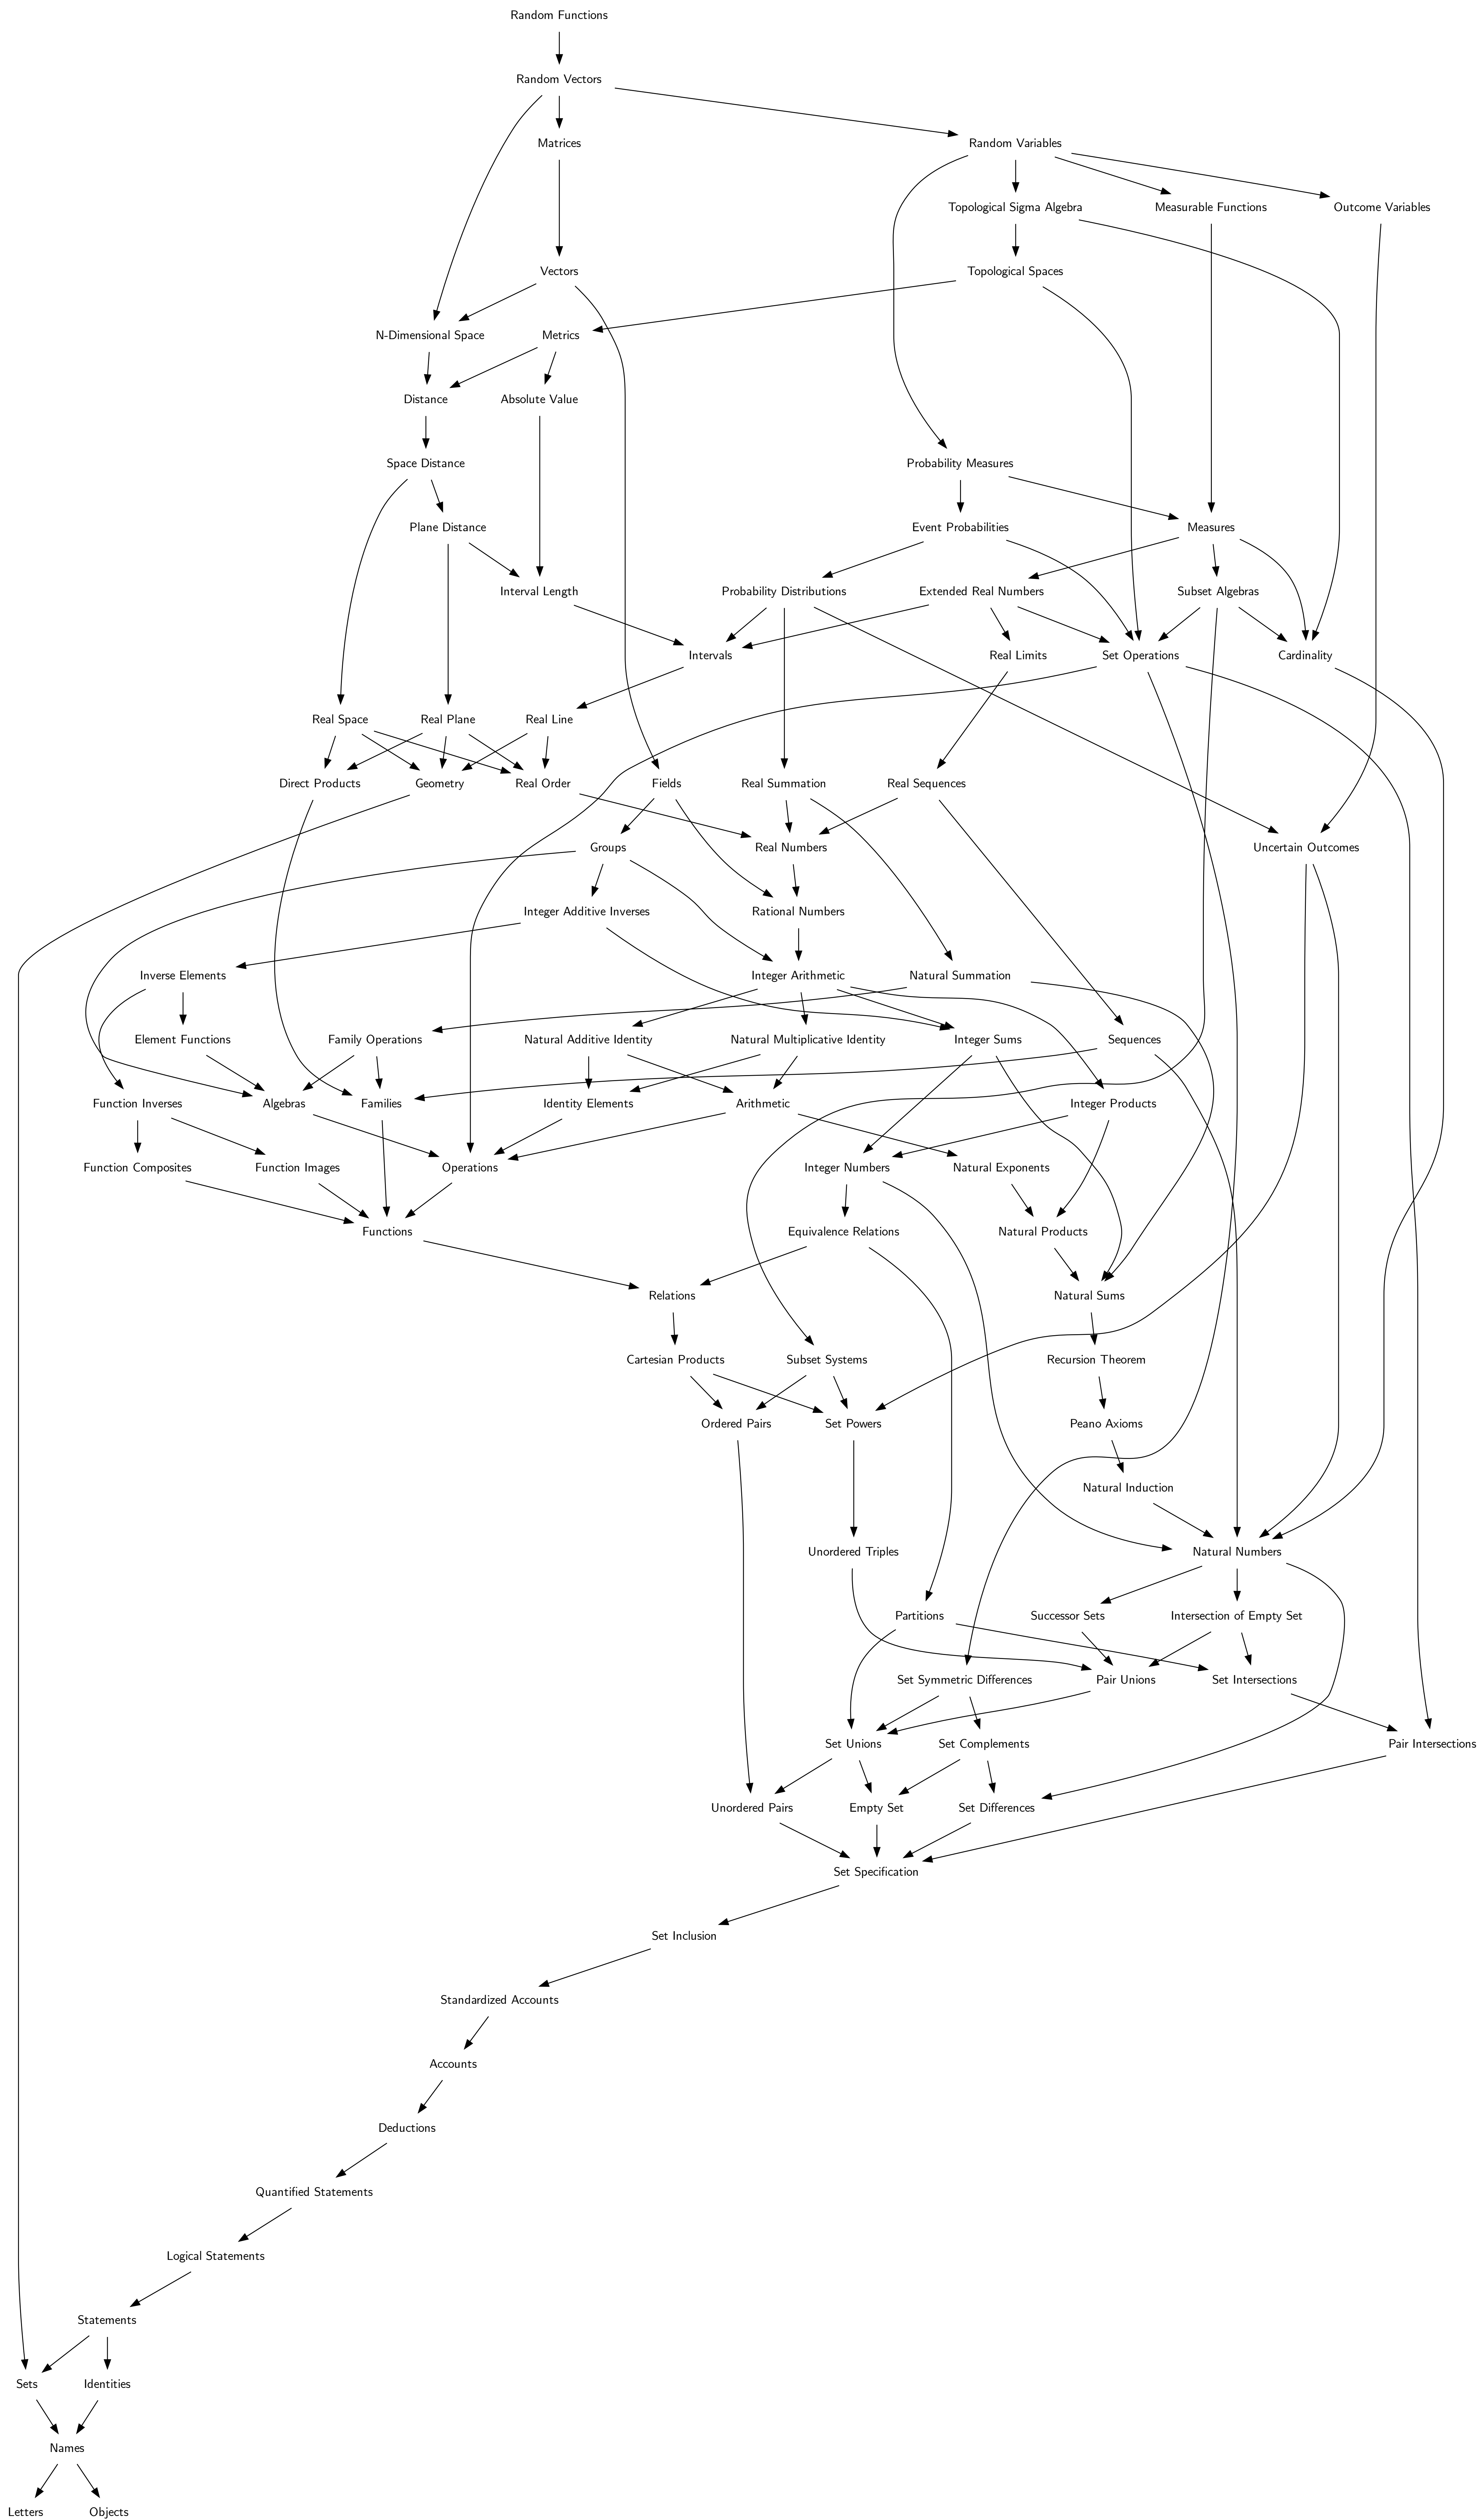 Random Functions
Random Vectors
Matrices
Random Variables
Topological Sigma Algebra
Measurable Functions
Outcome Variables
Vectors
Topological Spaces
N-Dimensional Space
Metrics
Distance
Absolute Value
Space Distance
Probability Measures
Plane Distance
Event Probabilities
Measures
Interval Length
Probability Distributions
Extended Real Numbers
Subset Algebras
Intervals
Real Limits
Set Operations
Cardinality
Real Space
Real Plane
Real Line
Direct Products
Geometry
Real Order
Fields
Real Summation
Real Sequences
Groups
Real Numbers
Uncertain Outcomes
Integer Additive Inverses
Rational Numbers
Inverse Elements
Integer Arithmetic
Natural Summation
Element Functions
Family Operations
Natural Additive Identity
Natural Multiplicative Identity
Integer Sums
Sequences
Function Inverses
Algebras
Families
Identity Elements
Arithmetic
Integer Products
Function Composites
Function Images
Operations
Integer Numbers
Natural Exponents
Functions
Equivalence Relations
Natural Products
Relations
Natural Sums
Cartesian Products
Subset Systems
Recursion Theorem
Ordered Pairs
Set Powers
Peano Axioms
Natural Induction
Unordered Triples
Natural Numbers
Partitions
Successor Sets
Intersection of Empty Set
Set Symmetric Differences
Pair Unions
Set Intersections
Set Unions
Set Complements
Pair Intersections
Unordered Pairs
Empty Set
Set Differences
Set Specification
Set Inclusion
Standardized Accounts
Accounts
Deductions
Quantified Statements
Logical Statements
Statements
Sets
Identities
Names
Letters
Objects